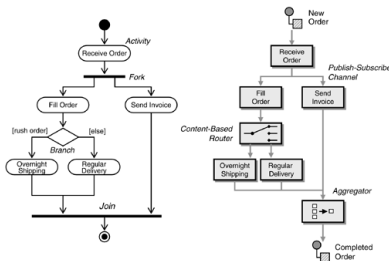 Activity
Receive Order
Fork
Fill Order
Send Invoice
[rush order]
[else]
Branch
Overnight
Shipping
Regular
Delivery
Join
New
Order
Receive
Order
Publish-Subscribe
Channel
Fill
Order
Send
Invoice
Content-Based
Router
Overnight
Shipping
Regular
Delivery
Aggregator
Completed
Order